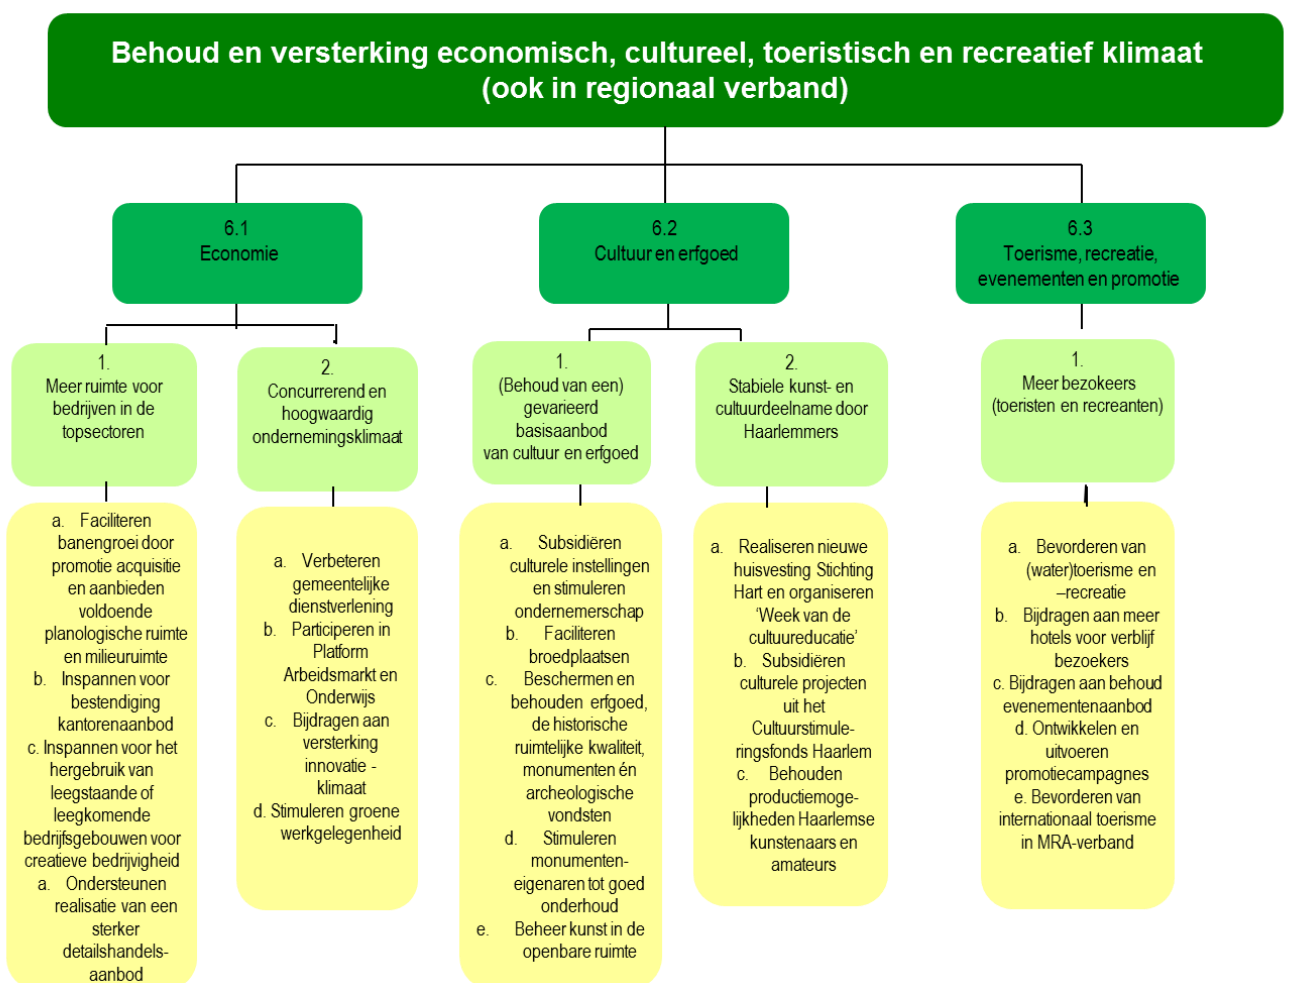 Behoud en versterking economisch, cultureel, toeristisch en recreatief klimaat
(ook in regionaal verband)
6.1
Economie
6.2
Cultuur en erfgoed
6.3
Toerisme, recreatie,
evenementen en promotie
1.
Meer ruimte voor
bedrijven in de
topsectoren
2.
Concurrerend en
hoogwaardig
ondernemingsklimaat
1.
(Behoud van een)
gevarieerd
basisaanbod
van cultuur en erfgoed
2.
Stabiele kunst- en
cultuurdeelname door
Haarlemmers
1.
Meer bezokeers
(toeristen en recreanten)
a. Faciliteren
banengroei door
promotie acquisitie
en aanbieden
voldoende
planologische ruimte
en milieuruimte
b. Inspannen voor
bestendiging
kantorenaanbod
c. Inspannen voor het
hergebruik van
leegstaande of
leegkomende
bedrijfsgebouwen voor
creatieve bedrijvigheid
a. Ondersteunen
realisatie van een
sterker
detailshandels-
aanbod
a. Verbeteren
gemeentelijke
dienstverlening
b. Participeren in
Platform
Arbeidsmarkt en
Onderwijs
c. Bijdragen aan
versterking
innovatie -
klimaat
d. Stimuleren groene
werkgelegenheid
a. Subsidiëren
culturele instellingen
en stimuleren
ondernemerschap
b. Faciliteren
broedplaatsen
c. Beschermen en
behouden erfgoed,
de historische
ruimtelijke kwaliteit,
monumenten én
archeologische
vondsten
d. Stimuleren
monumenten-
eigenaren tot goed
onderhoud
e. Beheer kunst in de
openbare ruimte
a. Realiseren nieuwe
huisvesting Stichting
Hart en organiseren
‘Week van de
cultuureducatie’
b. Subsidiëren
culturele projecten
uit het
Cultuurstimule-
ringsfonds Haarlem
c. Behouden
productiemoge-
lijkheden Haarlemse
kunstenaars en
amateurs
a. Bevorderen van
(water)toerisme en
–recreatie
b. Bijdragen aan meer
hotels voor verblijf
bezoekers
c. Bijdragen aan behoud
evenementenaanbod
d. Ontwikkelen en
uitvoeren
promotiecampagnes
e. Bevorderen van
internationaal toerisme
in MRA-verband